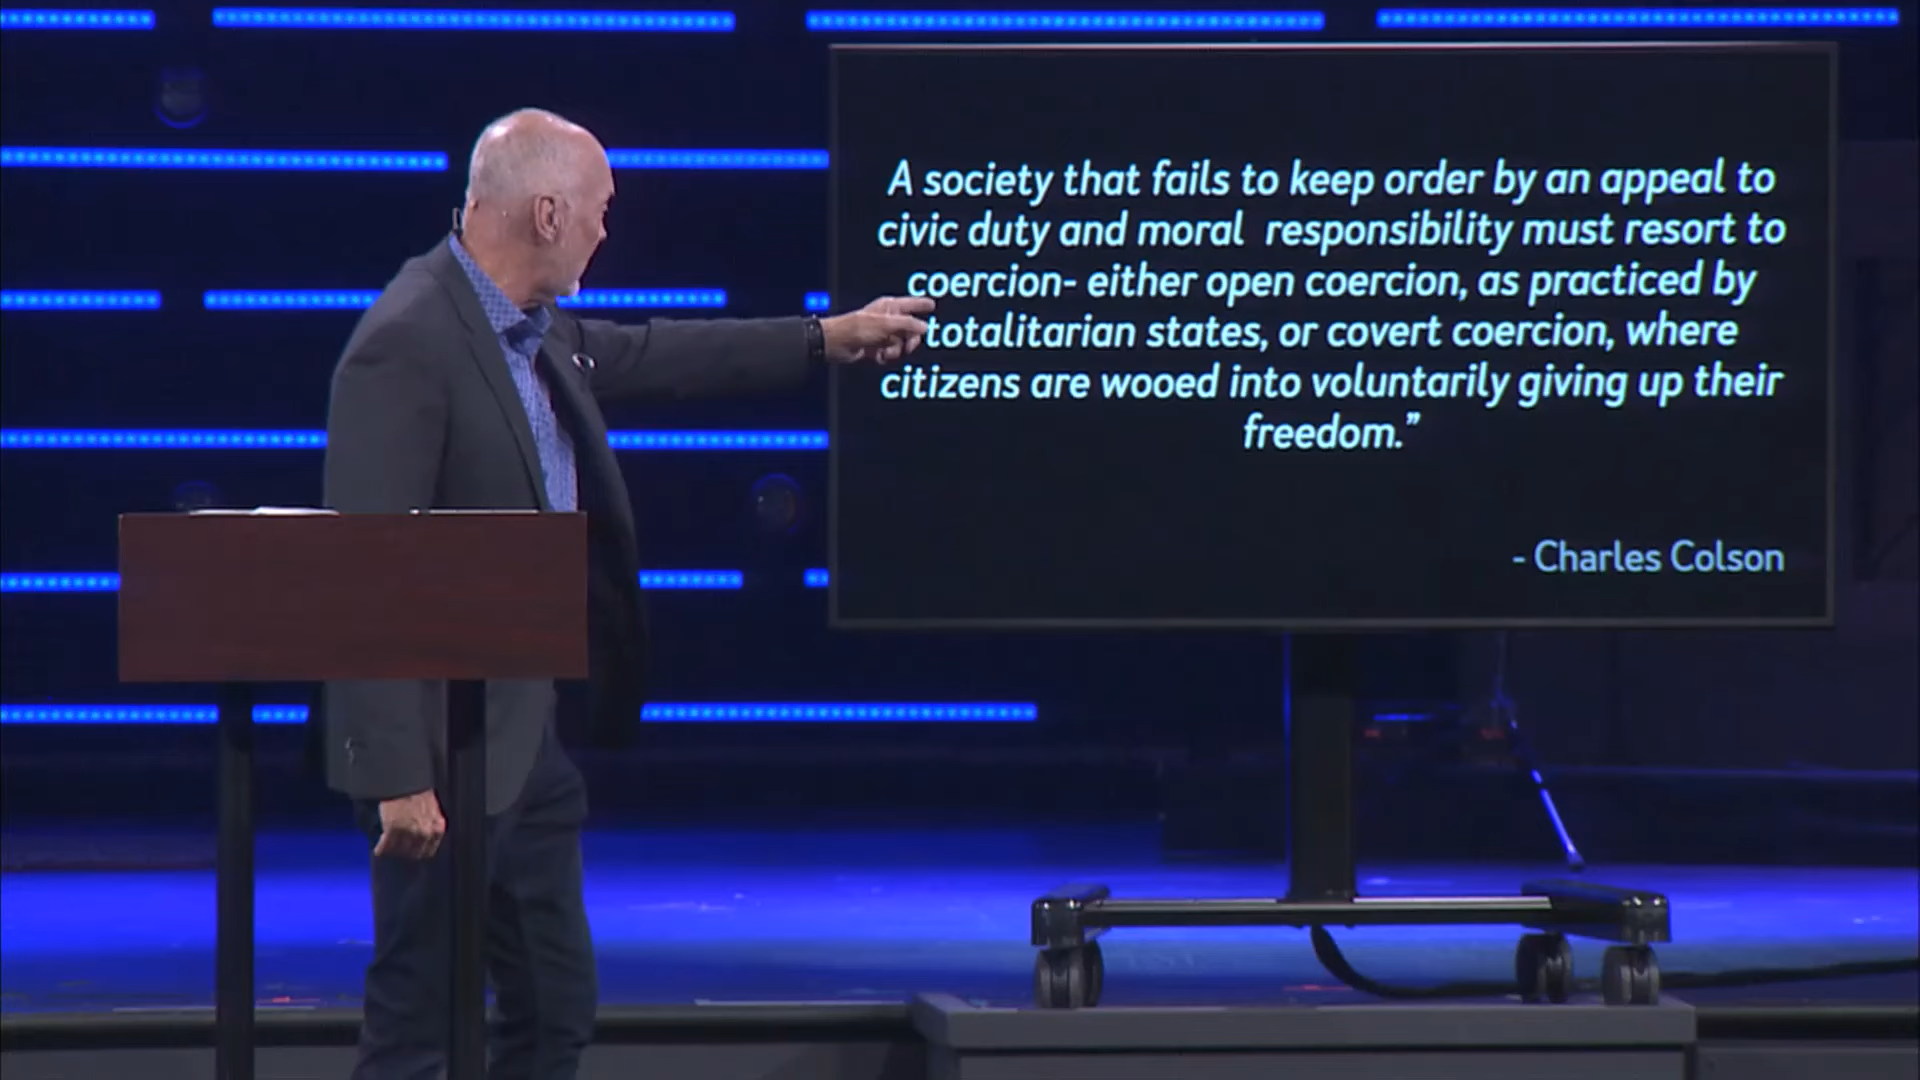 A society that fails to keep order by an appeal to
civic duty and moral responsibility must resort to
coercion- either open coercion, as practiced by
totalitarian states, or covert coercion, where
citizens are wooed into voluntarily giving up their
freedom.”
- Charles Colson